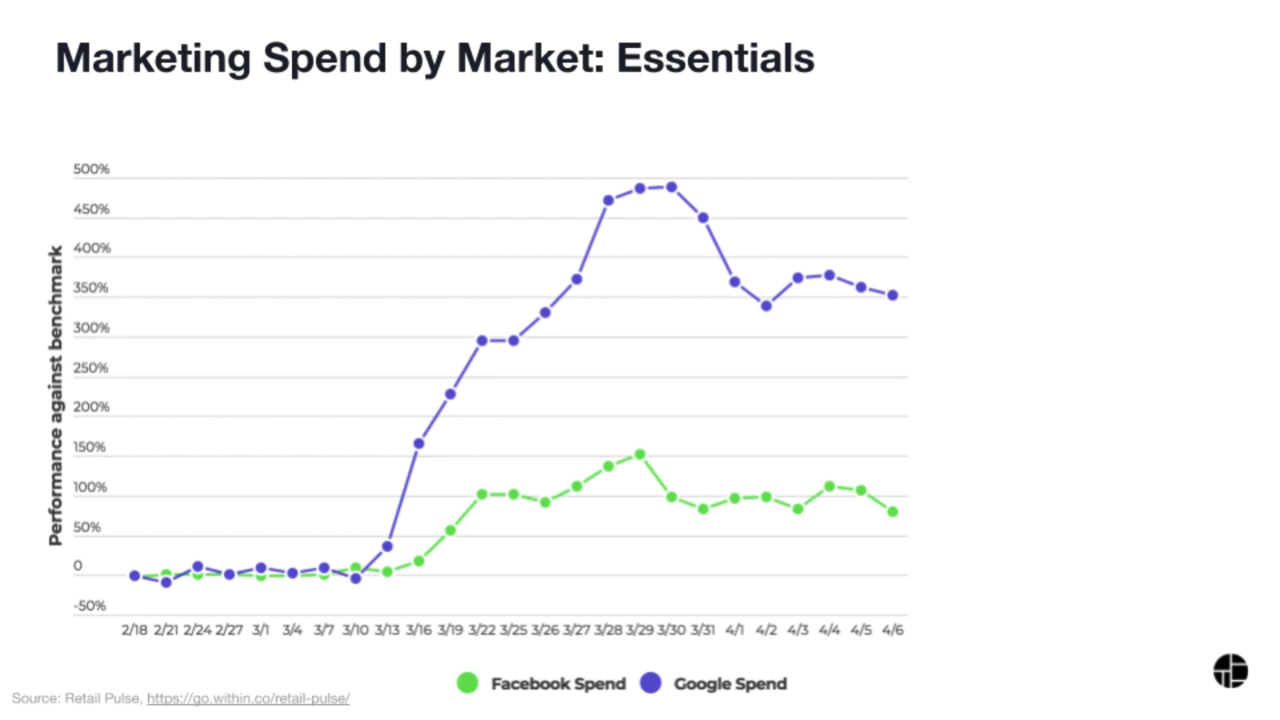 Marketing Spend by Market: Essentials
500%
450%
400%
350%
300%
250%
200%
150%
100%
50%
0
-50%
Performance against benchmark
2/18 2/21 2/24 2/27 3/1 3/4 3/7 3/10 3/13 3/16 3/19 3/22 3/25 3/26 3/27 3/28 3/29 3/30 3/31 4/1 4/2 4/3 4/4 4/5 4/6
Facebook Spend Google Spend
Source: Retail Pulse, https://go.within.co/retail-pulse/